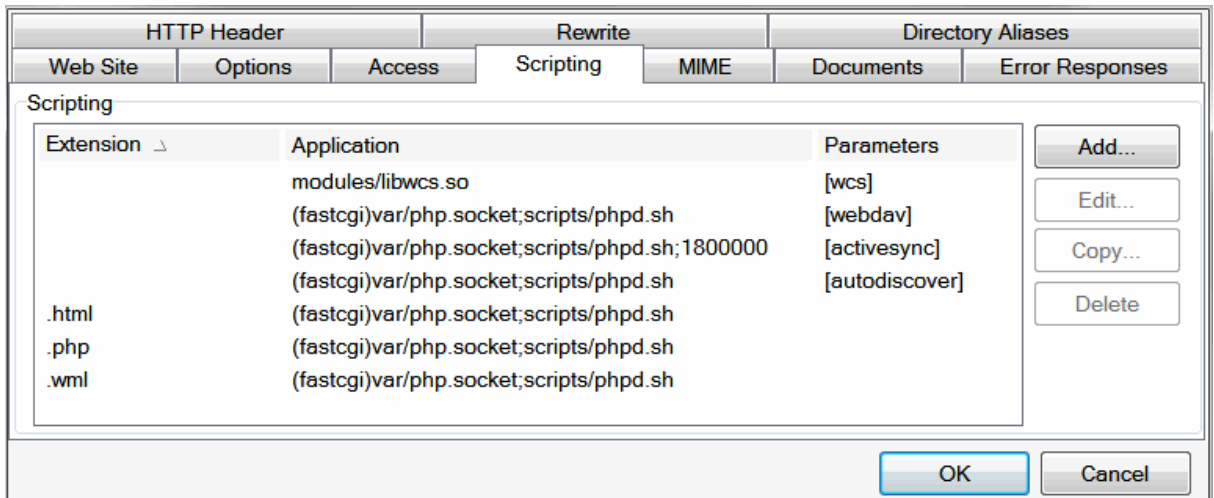 HTTP Header Rewrite Directory Aliases
Web Site Options Access Scripting MIME Documents Error Responses
Scripting
Extension Application Parameters
modules/libwcs.so [wcs]
(fastcgi)var/php.socket;scripts/phpd.sh [webdav]
(fastcgi)var/php.socket;scripts/phpd.sh;1800000 [activesync]
(fastcgi)var/php.socket;scripts/phpd.sh [autodiscover]
.html (fastcgi)var/php.socket;scripts/phpd.sh
.php (fastcgi)var/php.socket;scripts/phpd.sh
.wml (fastcgi)var/php.socket;scripts/phpd.sh
Add...
Edit...
Copy...
Delete
OK Cancel